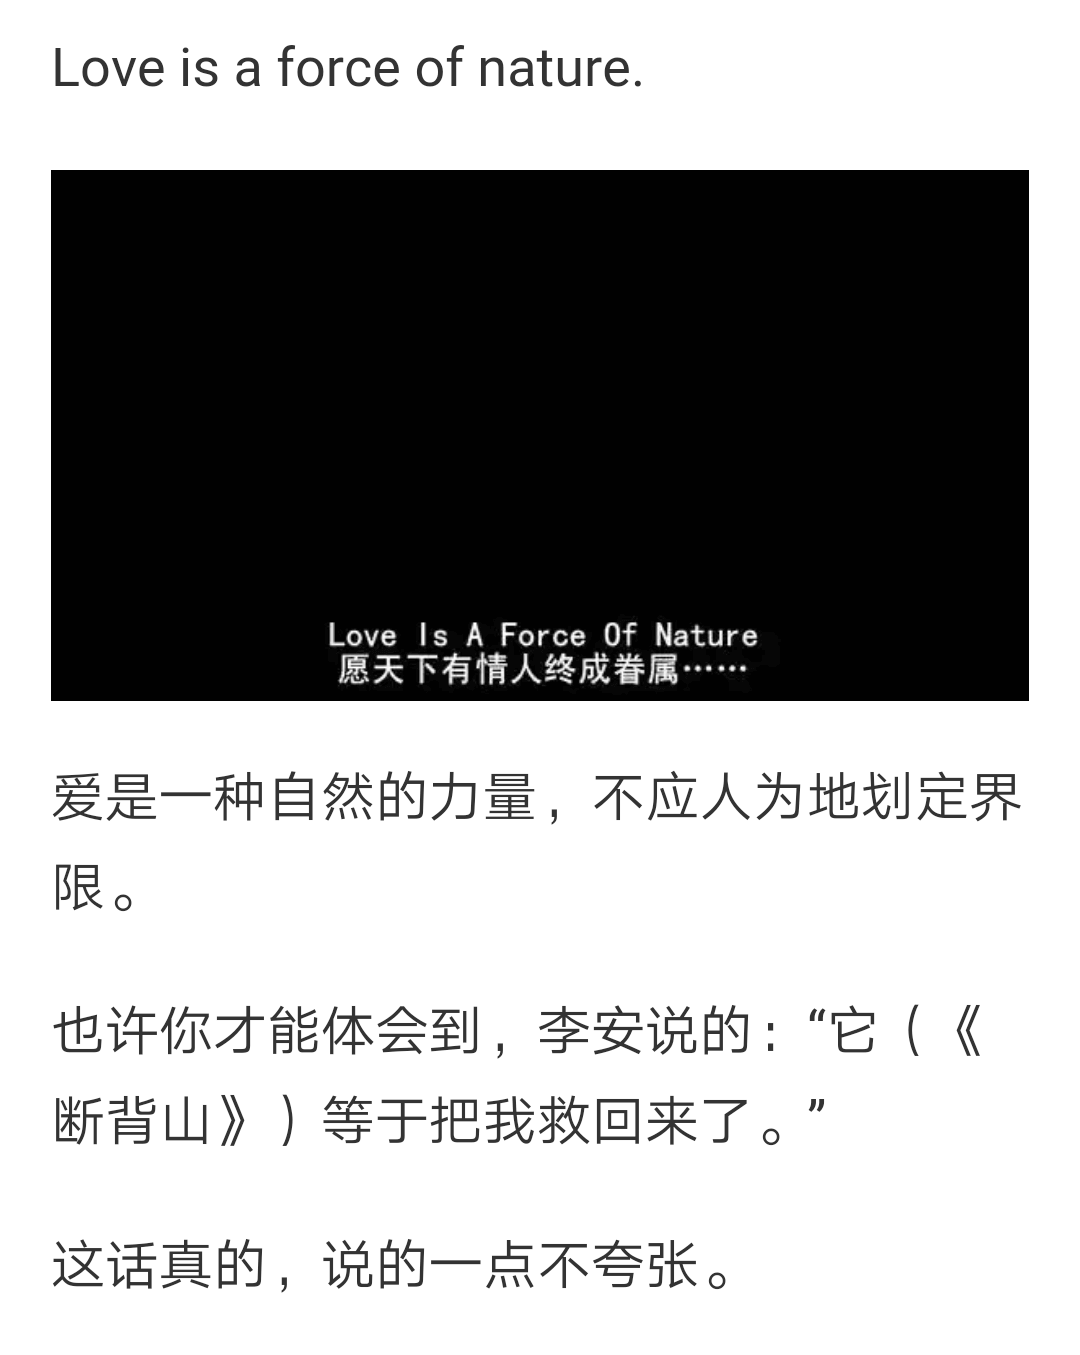 Love is a force of nature.
Love Is A Force Of Nature
愿天下有情人终成眷属……
爱是一种自然的力量，不应人为地划定界
限。
也许你才能体会到，李安说的：“它（《
断背山》）等于把我救回来了。”
这话真的，说的一点不夸张。